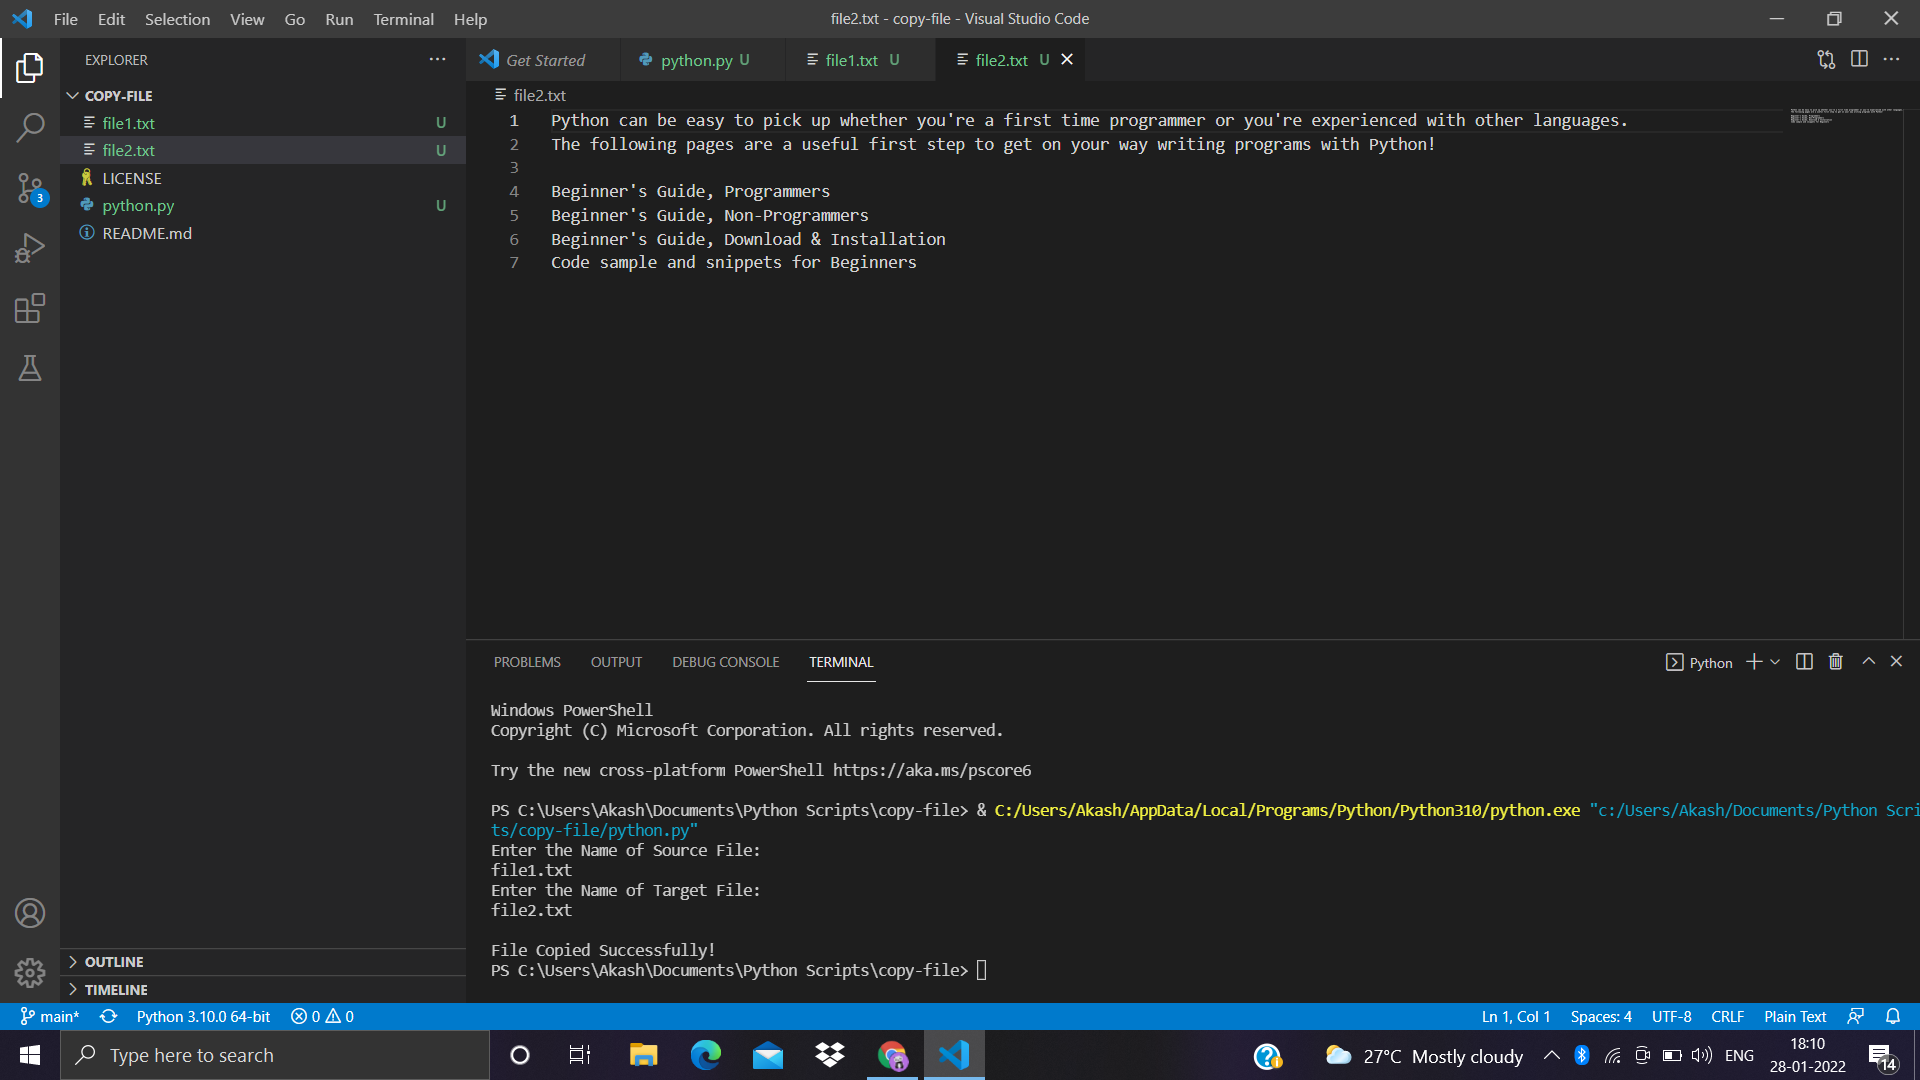 File Edit Selection View Go Run Terminal Help
file2.txt - copy-file - Visual Studio Code
EXPLORER
COPY-FILE
file1.txt U
file2.txt U
LICENSE
python.py U
README.md
3
OUTLINE
TIMELINE
Get Started python.py U file1.txt U file2.txt U
file2.txt
1 Python can be easy to pick up whether you're a first time programmer or you're experienced with other languages.
2 The following pages are a useful first step to get on your way writing programs with Python!
3
4 Beginner's Guide, Programmers
5 Beginner's Guide, Non-Programmers
6 Beginner's Guide, Download & Installation
7 Code sample and snippets for Beginners
PROBLEMS OUTPUT DEBUG CONSOLE TERMINAL
Python
Windows PowerShell
Copyright (C) Microsoft Corporation. All rights reserved.
Try the new cross-platform PowerShell https://aka.ms/pscore6
PS C:\Users\Akash\Documents\Python Scripts\copy-file> & C:/Users/Akash/AppData/Local/Programs/Python/Python310/python.exe "c:/Users/Akash/Documents/Python Scri
ts/copy-file/python.py"
Enter the Name of Source File:
file1.txt
Enter the Name of Target File:
file2.txt
File Copied Successfully!
PS C:\Users\Akash\Documents\Python Scripts\copy-file>
main* Python 3.10.0 64-bit 0 0 Ln 1, Col 1 Spaces: 4 UTF-8 CRLF Plain Text
Type here to search
27°C Mostly cloudy
ENG
18:10
28-01-2022
14